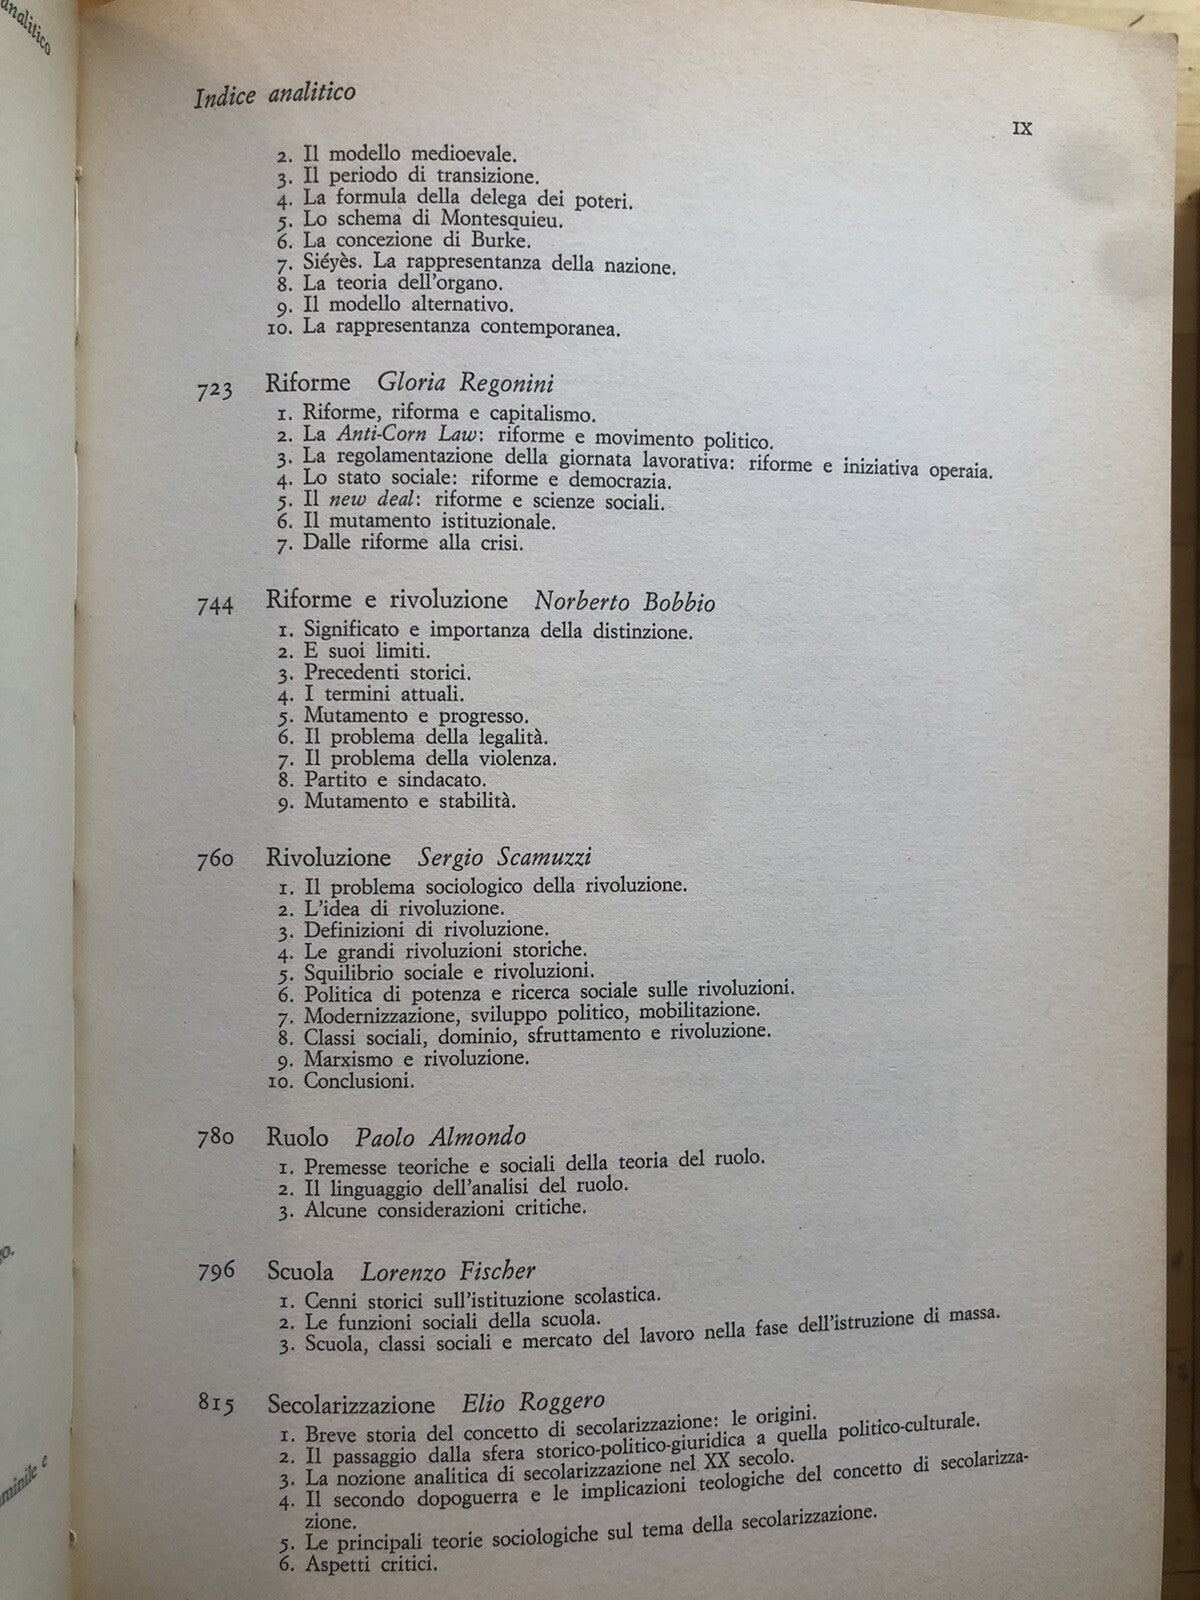 analitico
Indice analitico
IX
2. Il modello medioevale.
3. Il periodo di transizione.
4. La formula della delega dei poteri.
5. Lo schema di Montesquieu.
6. La concezione di Burke.
7. Siéyès. La rappresentanza della nazione.
8. La teoria dell'organo.
9. Il modello alternativo.
10. La rappresentanza contemporanea.
723 Riforme Gloria Regonini
1. Riforme, riforma e capitalismo.
2. La Anti-Corn Law: riforme e movimento politico.
3. La regolamentazione della giornata lavorativa: riforme e iniziativa operaia.
4. Lo stato sociale: riforme e democrazia.
5. Il new deal: riforme e scienze sociali.
6. Il mutamento istituzionale.
7. Dalle riforme alla crisi.
744 Riforme e rivoluzione Norberto Bobbio
1. Significato e importanza della distinzione.
2. E suoi limiti.
3. Precedenti storici.
4. I termini attuali.
5. Mutamento e progresso.
6. Il problema della legalità.
7. Il problema della violenza.
8. Partito e sindacato.
9. Mutamento e stabilità.
760 Rivoluzione Sergio Scamuzzi
1. Il problema sociologico della rivoluzione.
2. L'idea di rivoluzione.
3. Definizioni di rivoluzione.
4. Le grandi rivoluzioni storiche.
5. Squilibrio sociale e rivoluzioni.
6. Politica di potenza e ricerca sociale sulle rivoluzioni.
7. Modernizzazione, sviluppo politico, mobilitazione.
8. Classi sociali, dominio, sfruttamento e rivoluzione.
9. Marxismo e rivoluzione.
10. Conclusioni.
780 Ruolo Paolo Almondo
1. Premesse teoriche e sociali della teoria del ruolo.
2. Il linguaggio dell'analisi del ruolo.
3. Alcune considerazioni critiche.
796 Scuola Lorenzo Fischer
1. Cenni storici sull'istituzione scolastica.
2. Le funzioni sociali della scuola.
3. Scuola, classi sociali e mercato del lavoro nella fase dell'istruzione di massa.
815 Secolarizzazione Elio Roggero
1. Breve storia del concetto di secolarizzazione: le origini.
2. Il passaggio dalla sfera storico-politico-giuridica a quella politico-culturale.
3. La nozione analitica di secolarizzazione nel XX secolo.
4. Il secondo dopoguerra e le implicazioni teologiche del concetto di secolarizza-
zione.
5. Le principali teorie sociologiche sul tema della secolarizzazione.
6. Aspetti critici.